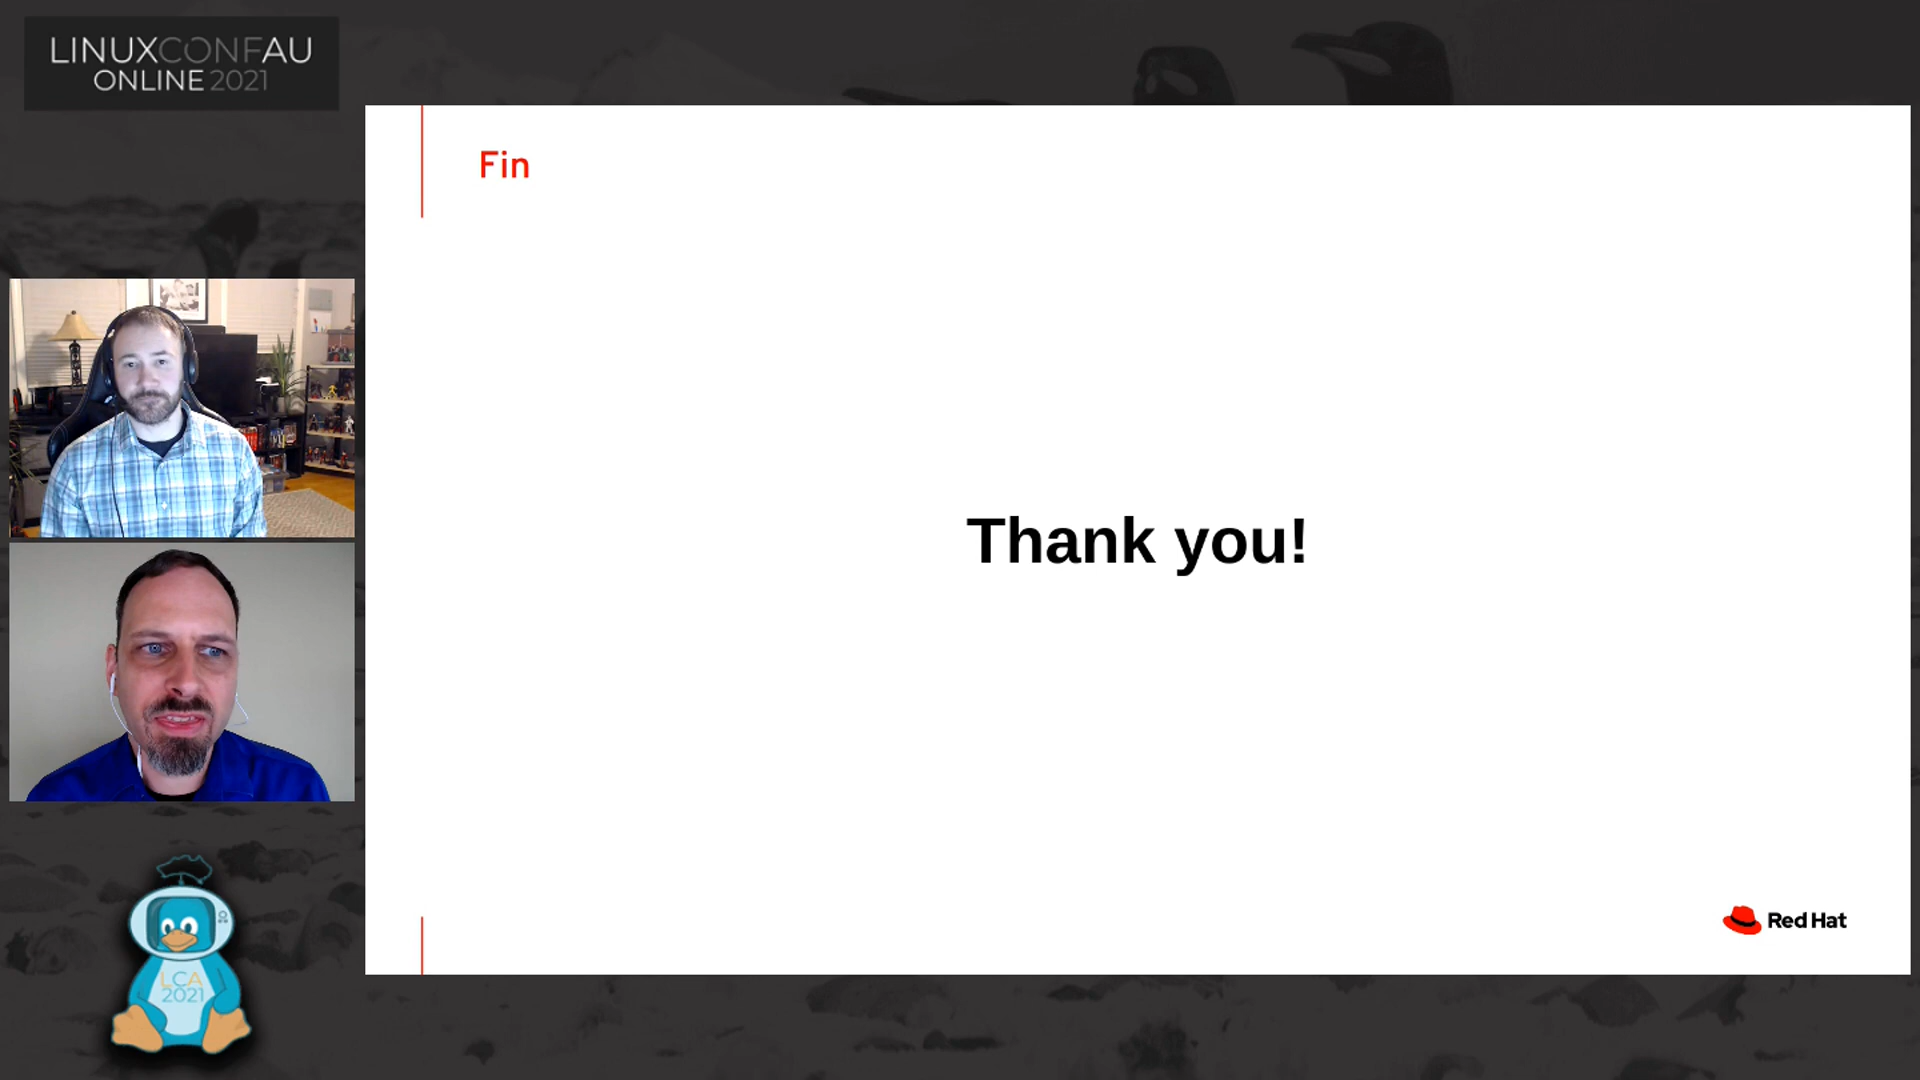 LINUXCONFAU
ONLINE 2021
Fin
Thank you!
Red Hat
LCA
2021